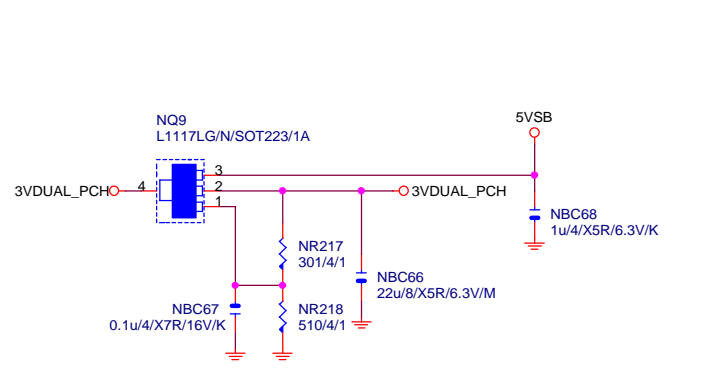 NQ9
L1117LG/N/SOT223/1A
5VSB
3
3VDUAL_PCH
4
2
3VDUAL_PCH
1
NBC68
1u/4/X5R/6.3V/K
NR217
301/4/1
NBC66
22u/8/X5R/6.3V/M
NBC67
0.1u/4/X7R/16V/K
NR218
510/4/1